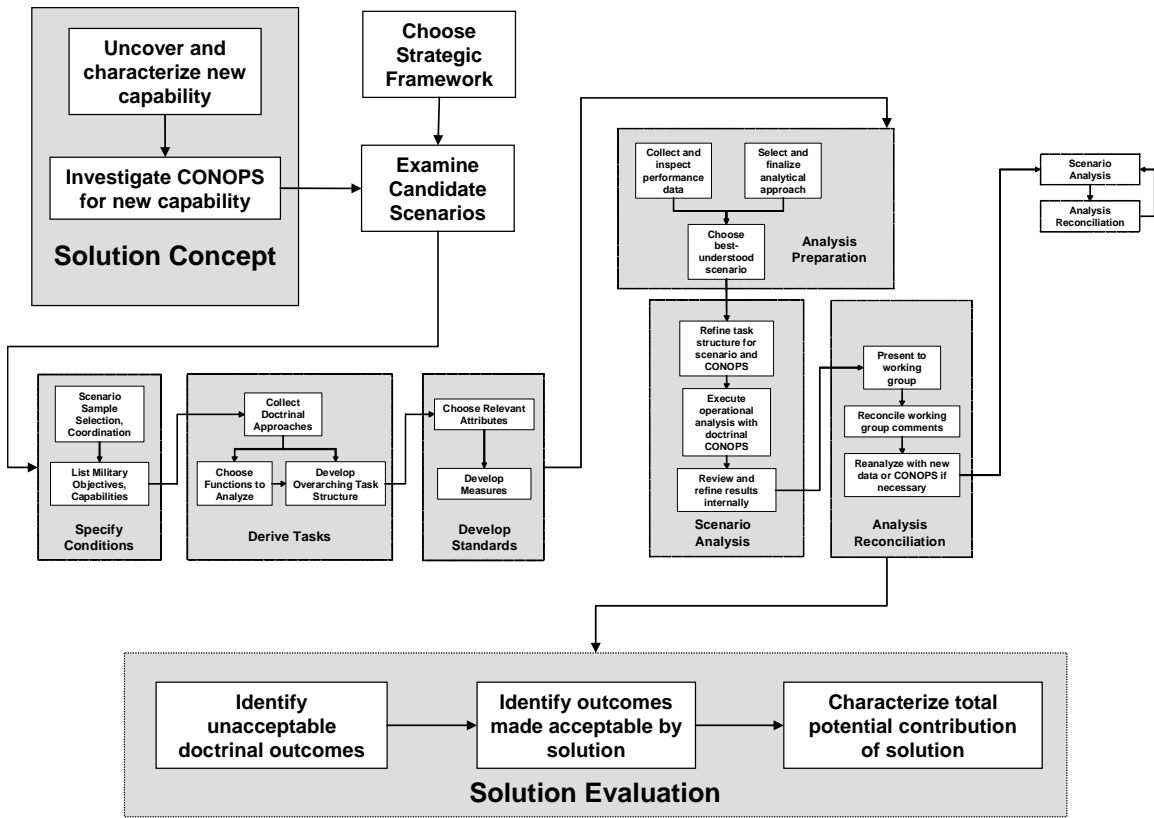 Uncover and
characterize new
capability
Investigate CONOPS
for new capability
Solution Concept
Choose
Strategic
Framework
Examine
Candidate
Scenarios
Scenario
Sample
Selection,
Coordination
List Military
Objectives,
Capabilities
Specify
Conditions
Collect
Doctrinal
Approaches
Choose
Functions to
Analyze
Develop
Overarching Task
Structure
Derive Tasks
Choose Relevant
Attributes
Develop
Measures
Develop
Standards
Collect and
inspect
performance
data
Select and
finalize
analytical
approach
Choose
best-
understood
scenario
Analysis
Preparation
Refine task
structure for
scenario and
CONOPS
Execute
operational
analysis with
doctrinal
CONOPS
Review and
refine results
internally
Scenario
Analysis
Present to
working
group
Reconcile working
group comments
Reanalyze with new
data or CONOPS if
necessary
Analysis
Reconciliation
Scenario
Analysis
Analysis
Reconciliation
Identify
unacceptable
doctrinal outcomes
Identify outcomes
made acceptable by
solution
Characterize total
potential contribution
of solution
Solution Evaluation